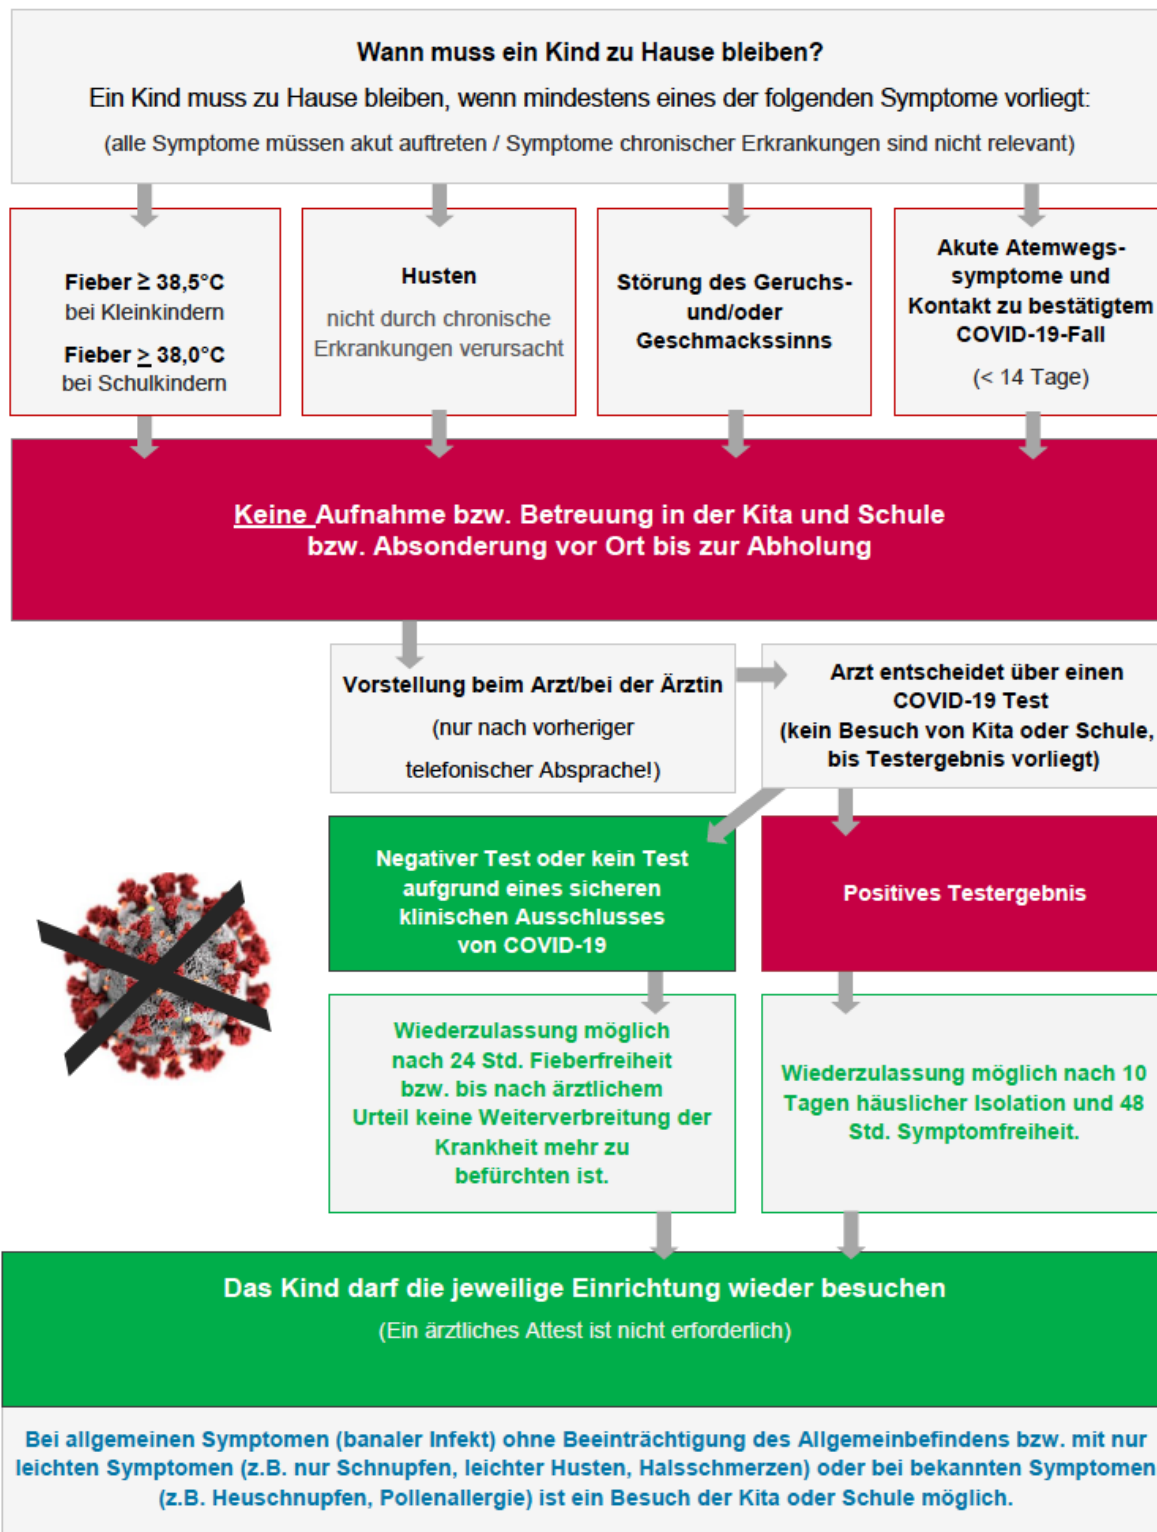 Wann muss ein Kind zu Hause bleiben?
Ein Kind muss zu Hause bleiben, wenn mindestens eines der folgenden Symptome vorliegt:
(alle Symptome müssen akut auftreten / Symptome chronischer Erkrankungen sind nicht relevant)
Fieber ≥ 38,5°C
bei Kleinkindern
Fieber ≥ 38,0°C
bei Schulkindern
Husten
nicht durch chronische
Erkrankungen verursacht
Störung des Geruchs-
und/oder
Geschmackssinns
Akute Atemwegs-
symptome und
Kontakt zu bestätigtem
COVID-19-Fall
(< 14 Tage)
Keine Aufnahme bzw. Betreuung in der Kita und Schule
bzw. Absonderung vor Ort bis zur Abholung
Vorstellung beim Arzt/bei der Ärztin
(nur nach vorheriger
telefonischer Absprache!)
Arzt entscheidet über einen
COVID-19 Test
(kein Besuch von Kita oder Schule,
bis Testergebnis vorliegt)
Negativer Test oder kein Test
aufgrund eines sicheren
klinischen Ausschlusses
von COVID-19
Positives Testergebnis
Wiederzulassung möglich
nach 24 Std. Fieberfreiheit
bzw. bis nach ärztlichem
Urteil keine Weiterverbreitung der
Krankheit mehr zu
befürchten ist.
Wiederzulassung möglich nach 10
Tagen häuslicher Isolation und 48
Std. Symptomfreiheit.
Das Kind darf die jeweilige Einrichtung wieder besuchen
(Ein ärztliches Attest ist nicht erforderlich)
Bei allgemeinen Symptomen (banaler Infekt) ohne Beeinträchtigung des Allgemeinbefindens bzw. mit nur
leichten Symptomen (z.B. nur Schnupfen, leichter Husten, Halsschmerzen) oder bei bekannten Symptomen
(z.B. Heuschnupfen, Pollenallergie) ist ein Besuch der Kita oder Schule möglich.